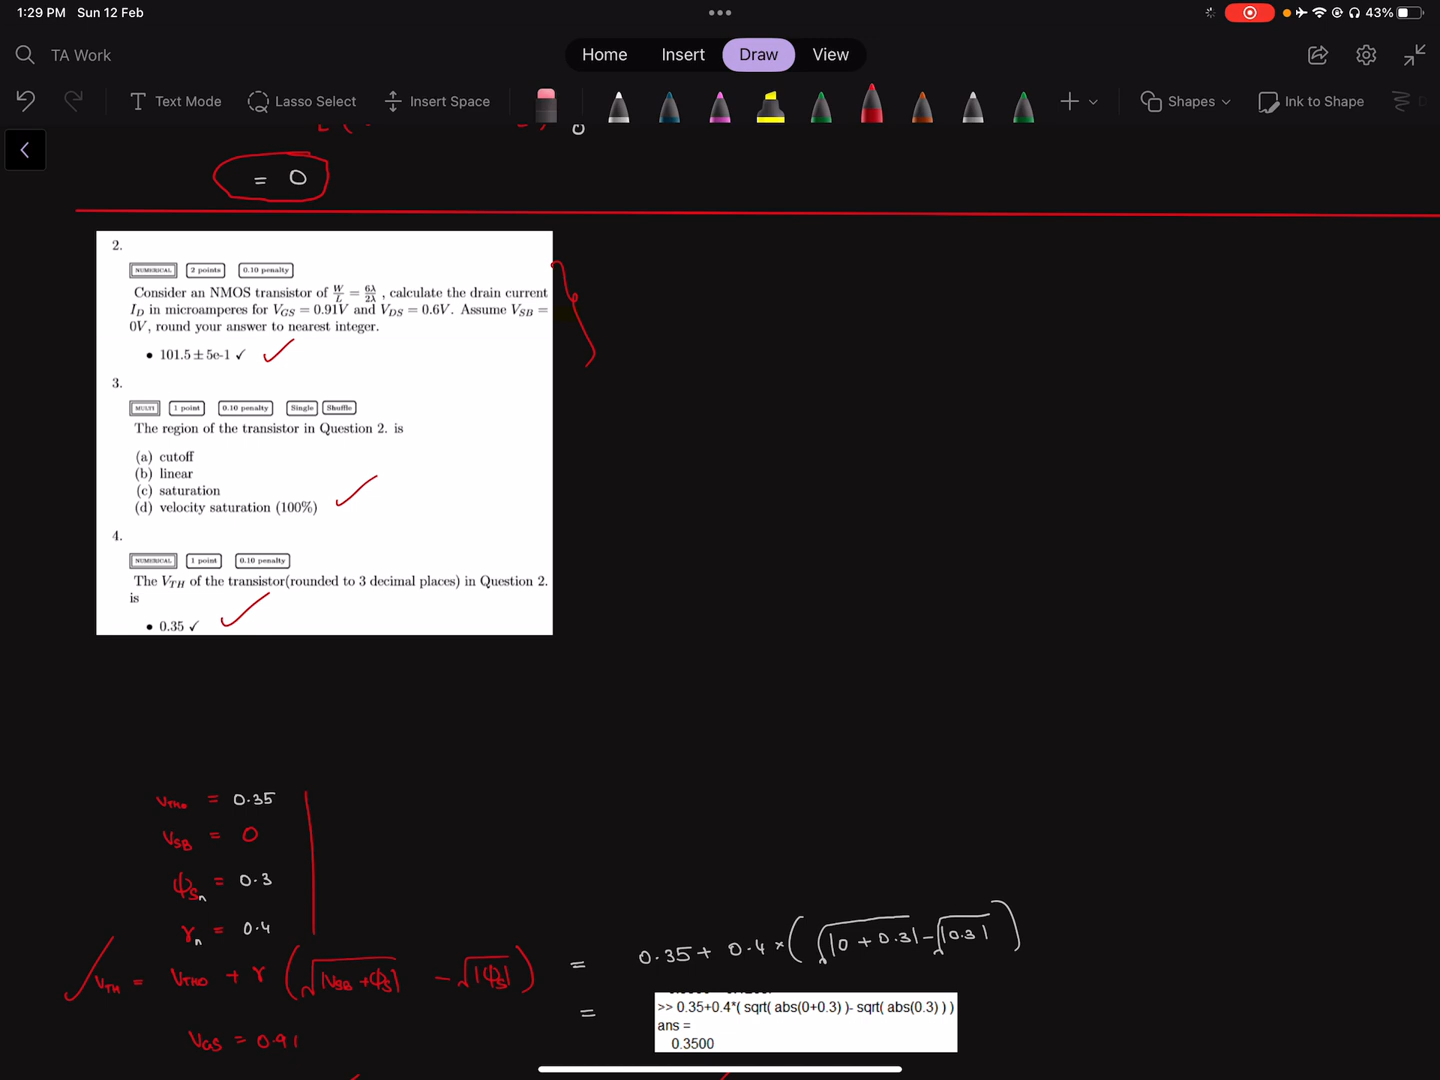 1:29 PM Sun 12 Feb
43%
TA Work
Home Insert Draw View
Text Mode Lasso Select Insert Space Shapes Ink to Shape
= 0
2.
NUMERICAL 2 points 0.10 penalty
Consider an NMOS transistor of W/L = 6λ/2λ , calculate the drain current
I_D in microamperes for V_GS = 0.91V and V_DS = 0.6V. Assume V_SB =
0V, round your answer to nearest integer.
• 101.5 ± 5e-1 ✓
3.
MULTI 1 point 0.10 penalty Single Shuffle
The region of the transistor in Question 2. is
(a) cutoff
(b) linear
(c) saturation
(d) velocity saturation (100%)
4.
NUMERICAL 1 point 0.10 penalty
The V_TH of the transistor(rounded to 3 decimal places) in Question 2.
is
• 0.35 ✓
V_THo = 0.35
V_SB = 0
ψ_Sn = 0.3
γ_n = 0.4
V_TH = V_THO + γ ( √|V_SB + ψ_S| − √|ψ_S| ) = 0.35 + 0.4 × ( √|0 + 0.3| − √|0.3| )
=
>> 0.35+0.4*( sqrt( abs(0+0.3) )- sqrt( abs(0.3) ) )
ans =
0.3500
V_GS = 0.91